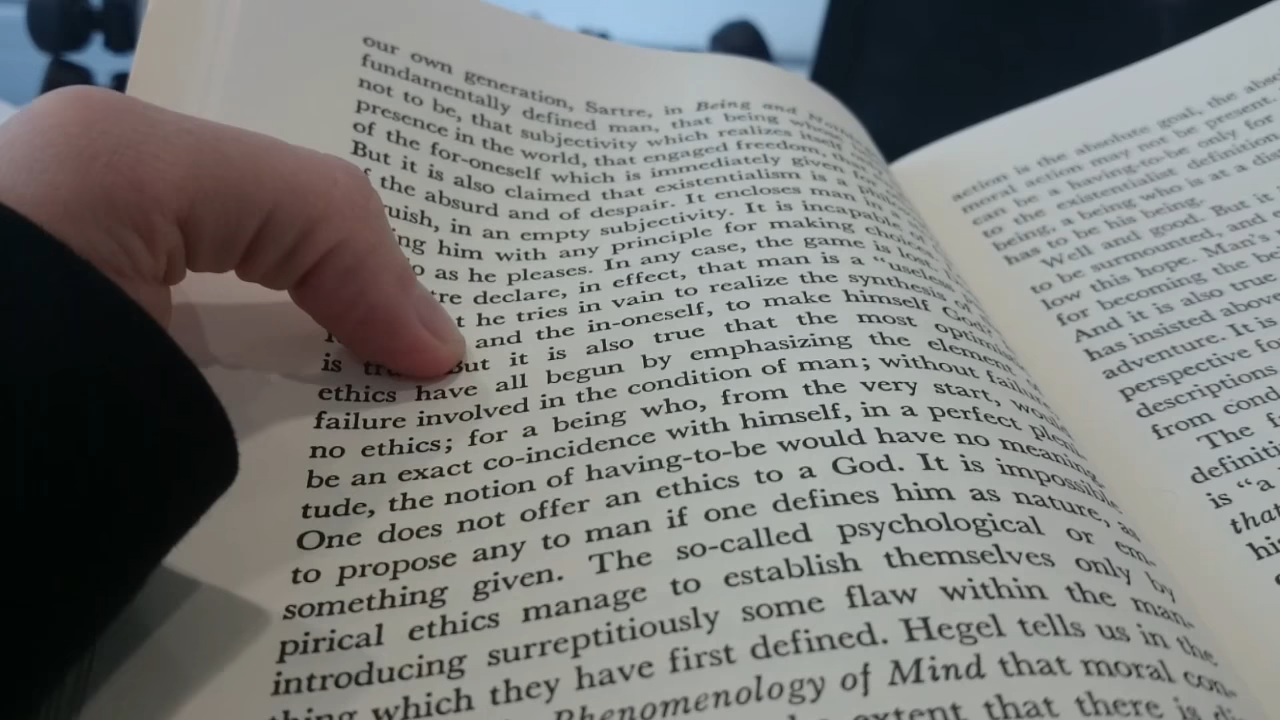 our own generation, Sartre, in Being and
fundamentally defined man, that being whose
not to be, that subjectivity which realizes itself
presence in the world, that engaged freedom, that
of the for-oneself which is immediately given for
But it is also claimed that existentialism is a
the absurd and of despair. It encloses man in
uish, in an empty subjectivity. It is incapable of
ng him with any principle for making choices
o as he pleases. In any case, the game is lost.
tre declare, in effect, that man is a "useless
t he tries in vain to realize the synthesis of
and the in-oneself, to make himself God?
is tru But it is also true that the most optimis
ethics have all begun by emphasizing the element of
failure involved in the condition of man; without failure,
no ethics; for a being who, from the very start, would
be an exact co-incidence with himself, in a perfect pleni
tude, the notion of having-to-be would have no meaning.
One does not offer an ethics to a God. It is impossible
to propose any to man if one defines him as nature, as
something given. The so-called psychological or em-
pirical ethics manage to establish themselves only by
introducing surreptitiously some flaw within the man-
thing which they have first defined. Hegel tells us in the
Phenomenology of Mind that moral con-
extent that there is
action is the absolute goal, the abso
moral action may not be present.
can be a having-to-be only for
to the existentialist definition
being, a being who is at a dis
has to be his being.
Well and good. But it
to be surmounted, and
low this hope. Man's
for becoming the be
And it is also true
has insisted above
adventure. It is
perspective fo
descriptions
from cond
The f
definiti
is "a
that
hi